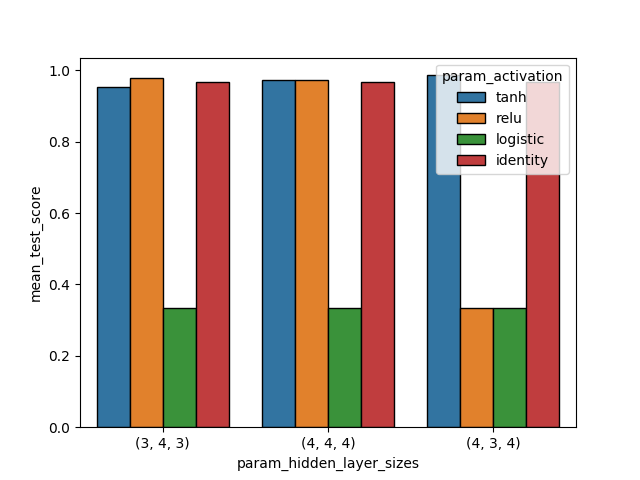 param_activation
tanh
relu
logistic
identity
1.0
0.8
0.6
0.4
0.2
0.0
mean_test_score
(3, 4, 3) (4, 4, 4) (4, 3, 4)
param_hidden_layer_sizes